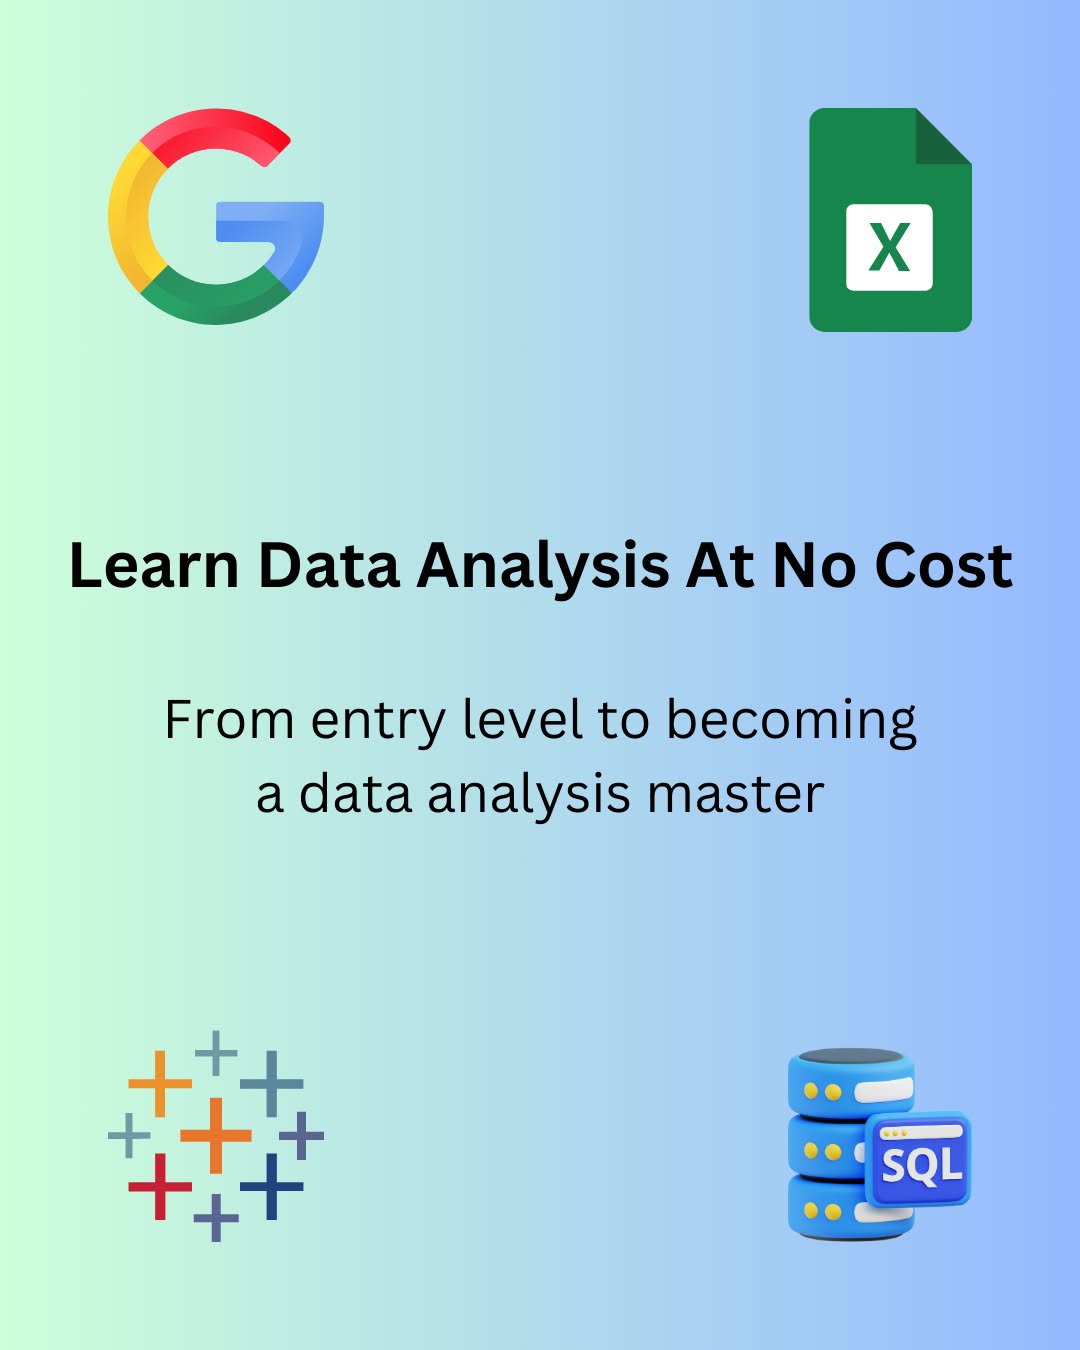 X
Learn Data Analysis At No Cost
From entry level to becoming
a data analysis master
SQL